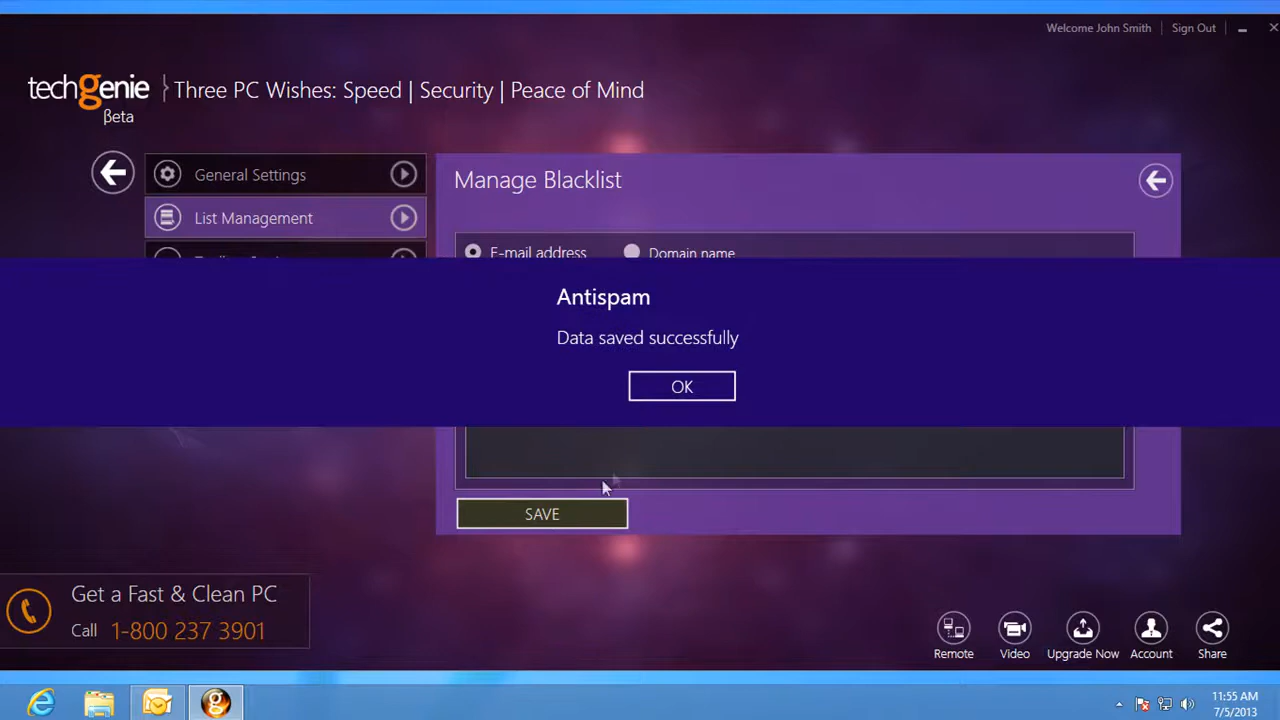 Welcome John Smith
Sign Out
techgenie
βeta
Three PC Wishes: Speed | Security | Peace of Mind
General Settings
List Management
Manage Blacklist
E-mail address
Domain name
Antispam
Data saved successfully
OK
SAVE
Get a Fast & Clean PC
Call 1-800 237 3901
Remote
Video
Upgrade Now
Account
Share
11:55 AM
7/5/2013